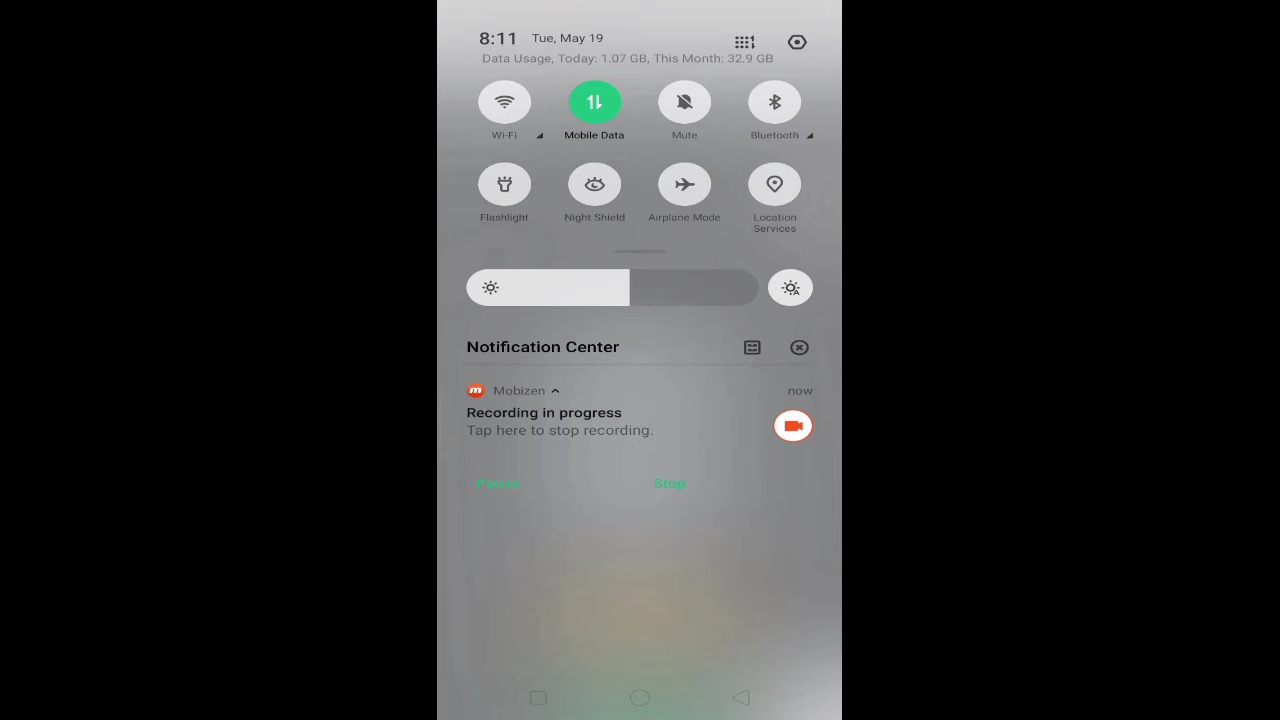 8:11 Tue, May 19
Data Usage, Today: 1.07 GB, This Month: 32.9 GB
Wi-Fi Mobile Data Mute Bluetooth
Flashlight Night Shield Airplane Mode Location
Services
Notification Center
m Mobizen now
Recording in progress
Tap here to stop recording.
Pause Stop